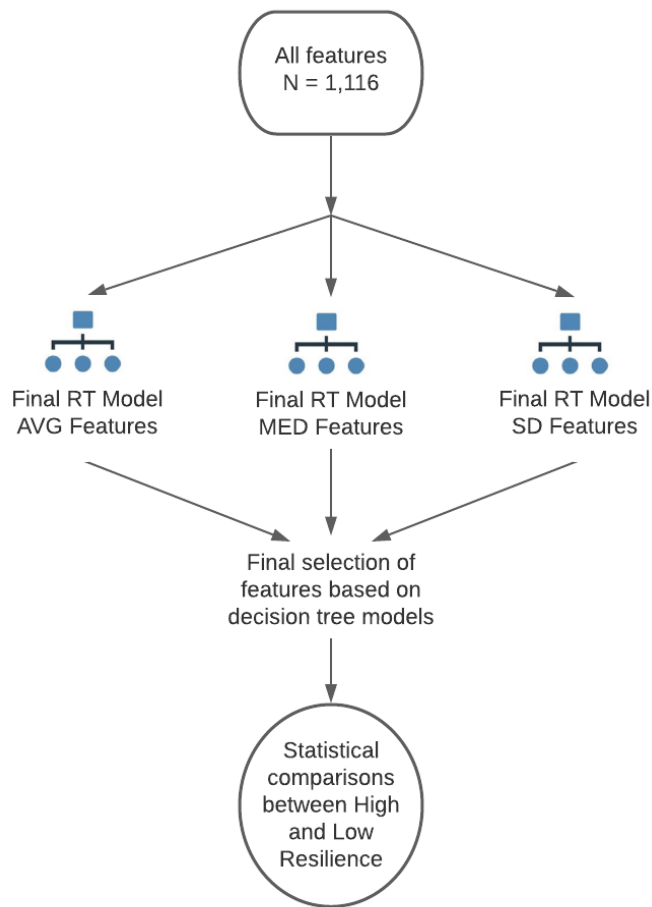 All features
N = 1,116
Final RT Model
AVG Features
Final RT Model
MED Features
Final RT Model
SD Features
Final selection of
features based on
decision tree models
Statistical
comparisons
between High
and Low
Resilience